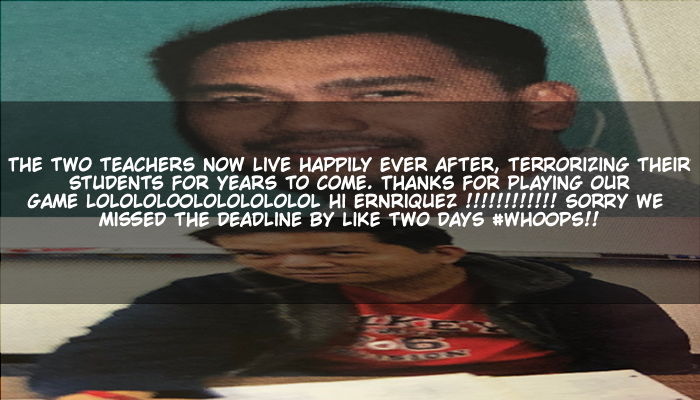 THE TWO TEACHERS NOW LIVE HAPPILY EVER AFTER, TERRORIZING THEIR
STUDENTS FOR YEARS TO COME. THANKS FOR PLAYING OUR
GAME LOLOLOLOOLOLOLOLOLOL HI ERNRIQUEZ !!!!!!!!!!!! SORRY WE
MISSED THE DEADLINE BY LIKE TWO DAYS #WHOOPS!!